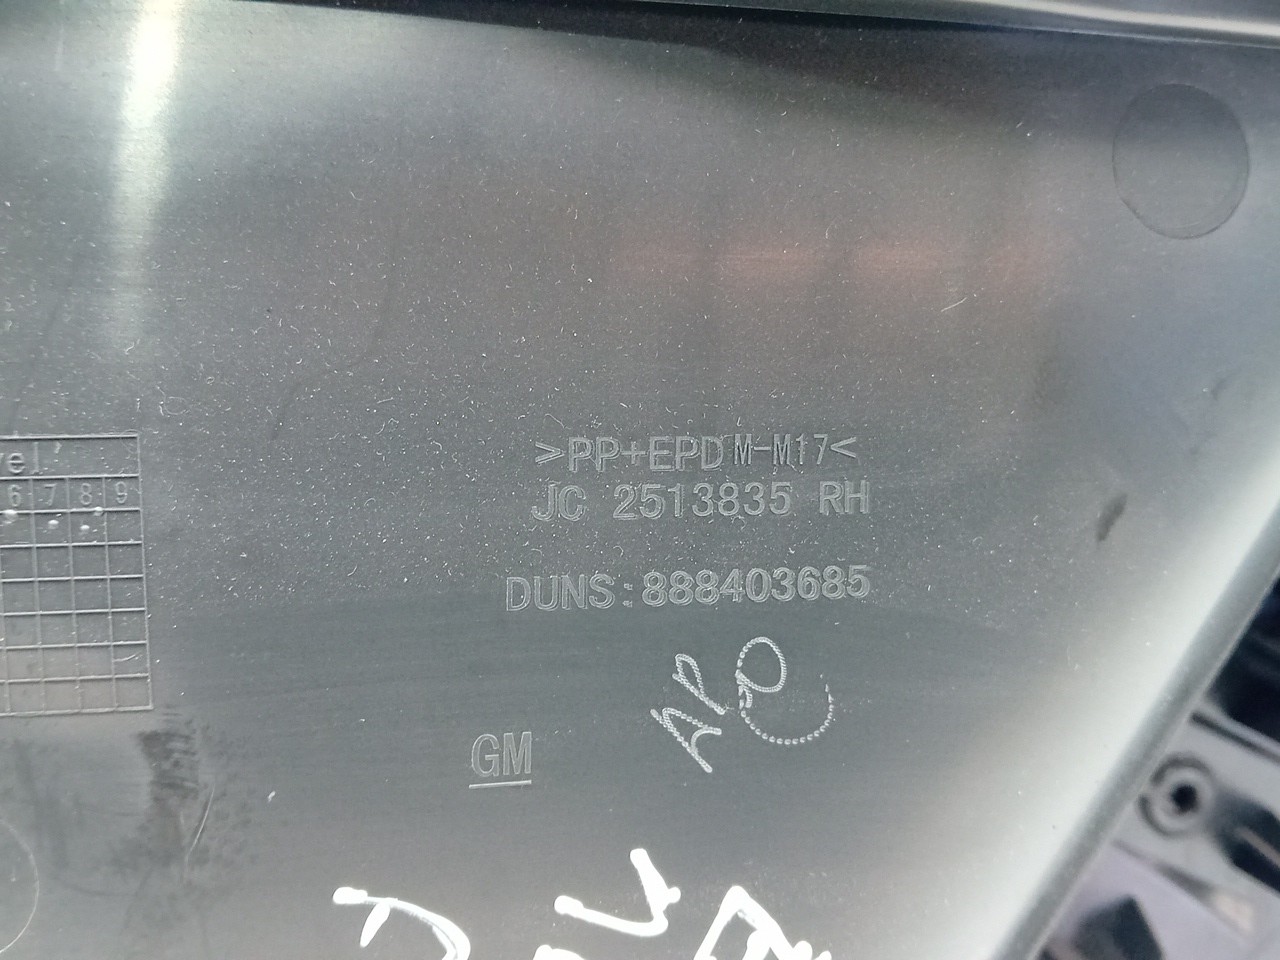 >PP+EPDM-M17<
JC 2513835 RH
6 7 8 9
DUNS:888403685
GM